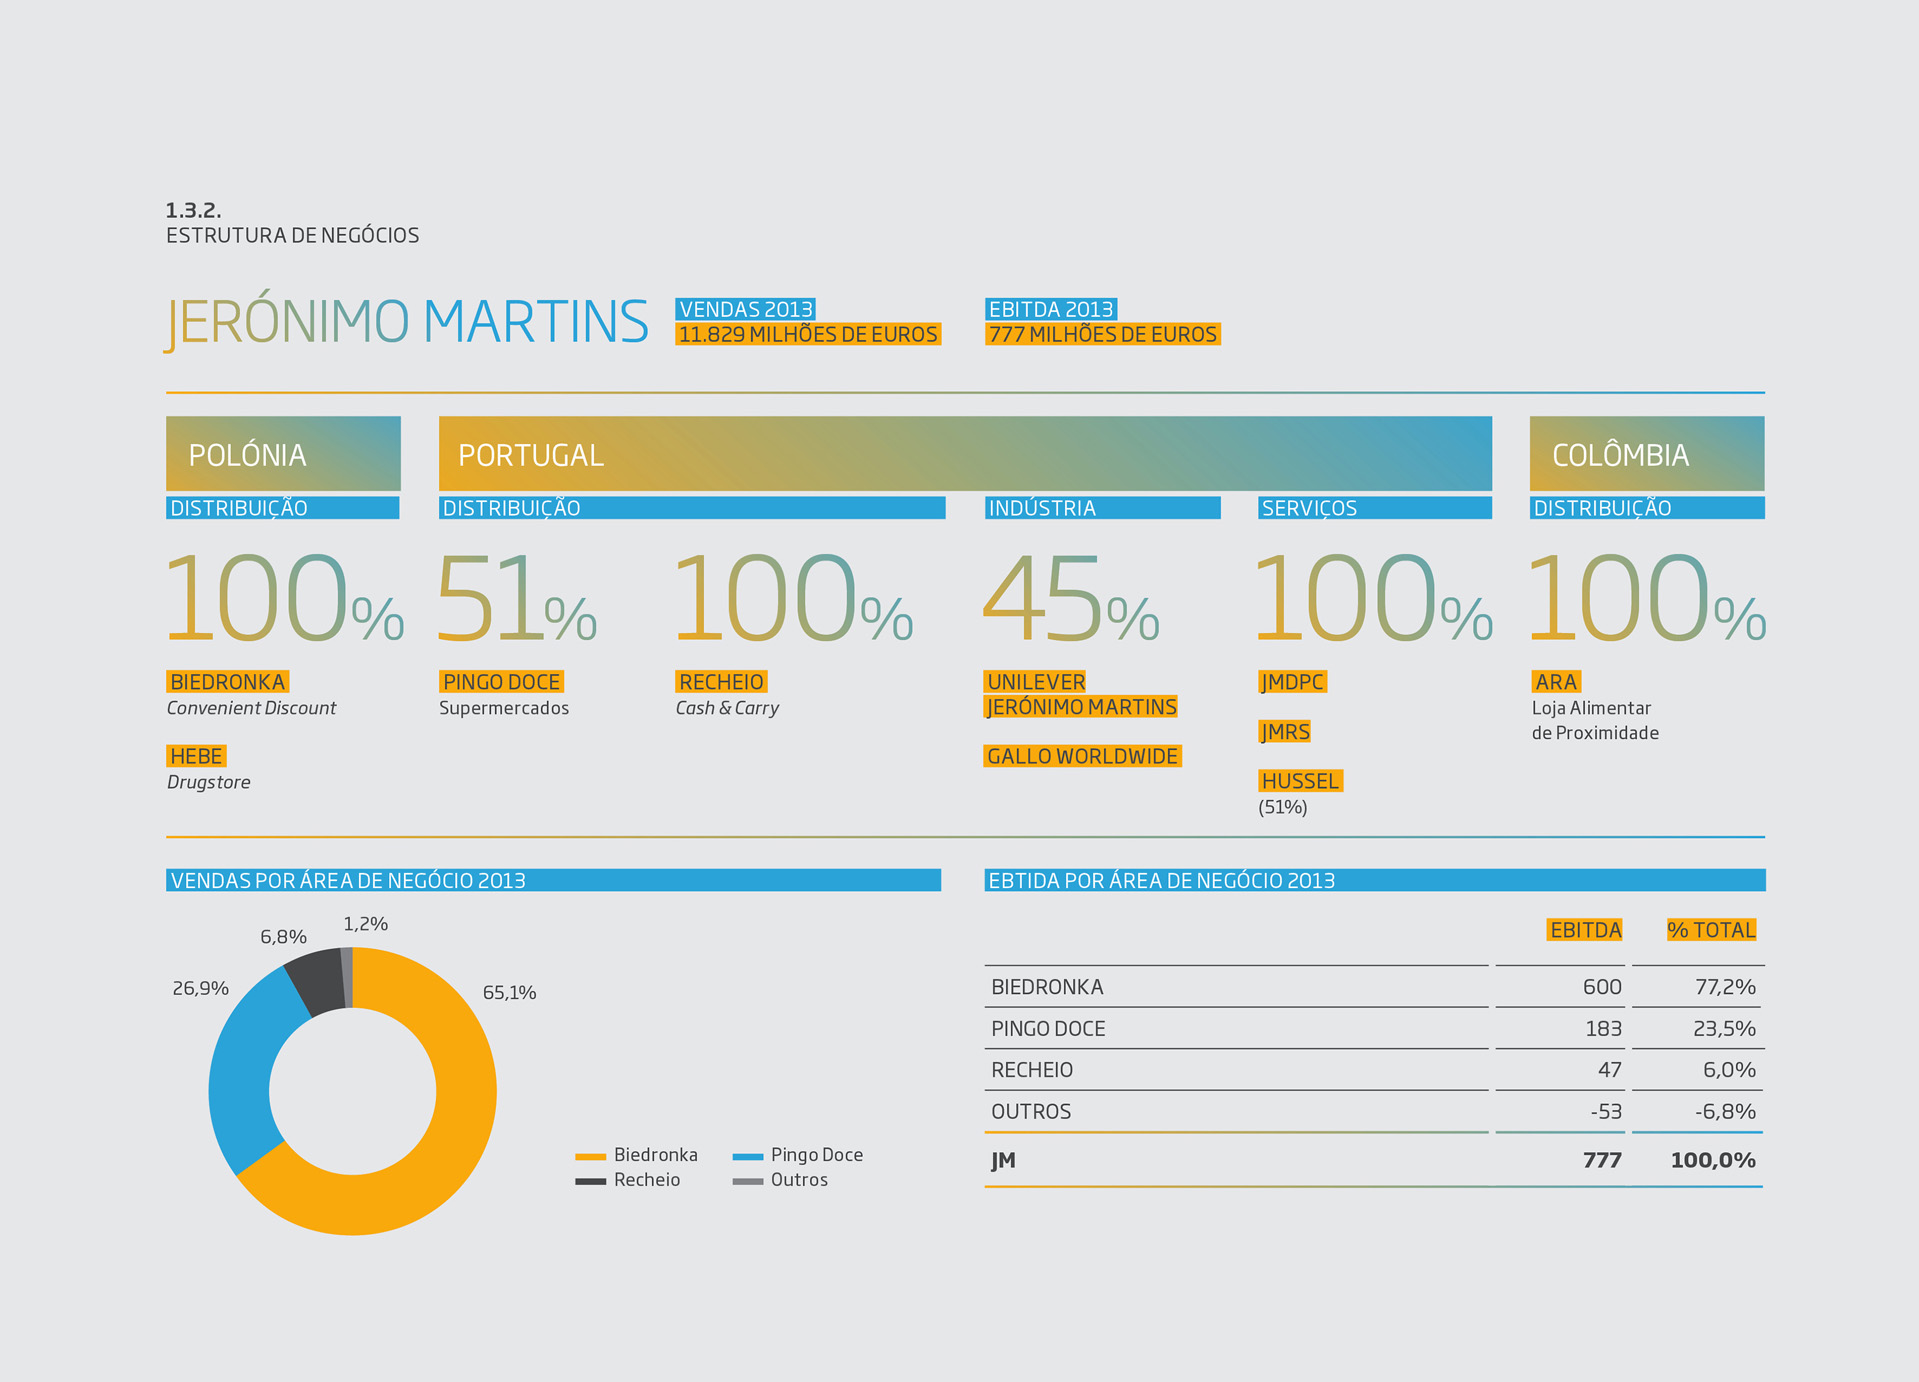 1.3.2.
ESTRUTURA DE NEGÓCIOS
JERÓNIMO MARTINS
VENDAS 2013
11.829 MILHÕES DE EUROS
EBITDA 2013
777 MILHÕES DE EUROS
POLÓNIA
DISTRIBUIÇÃO
100%
BIEDRONKA
Convenient Discount
HEBE
Drugstore
PORTUGAL
DISTRIBUIÇÃO
51%
PINGO DOCE
Supermercados
100%
RECHEIO
Cash & Carry
INDÚSTRIA
45%
UNILEVER
JERÓNIMO MARTINS
GALLO WORLDWIDE
SERVIÇOS
100%
JMDPC
JMRS
HUSSEL
(51%)
COLÔMBIA
DISTRIBUIÇÃO
100%
ARA
Loja Alimentar
de Proximidade
VENDAS POR ÁREA DE NEGÓCIO 2013
1,2%
6,8%
26,9%
65,1%
Biedronka
Pingo Doce
Recheio
Outros
EBTIDA POR ÁREA DE NEGÓCIO 2013
EBITDA % TOTAL
BIEDRONKA 600 77,2%
PINGO DOCE 183 23,5%
RECHEIO 47 6,0%
OUTROS -53 -6,8%
JM 777 100,0%